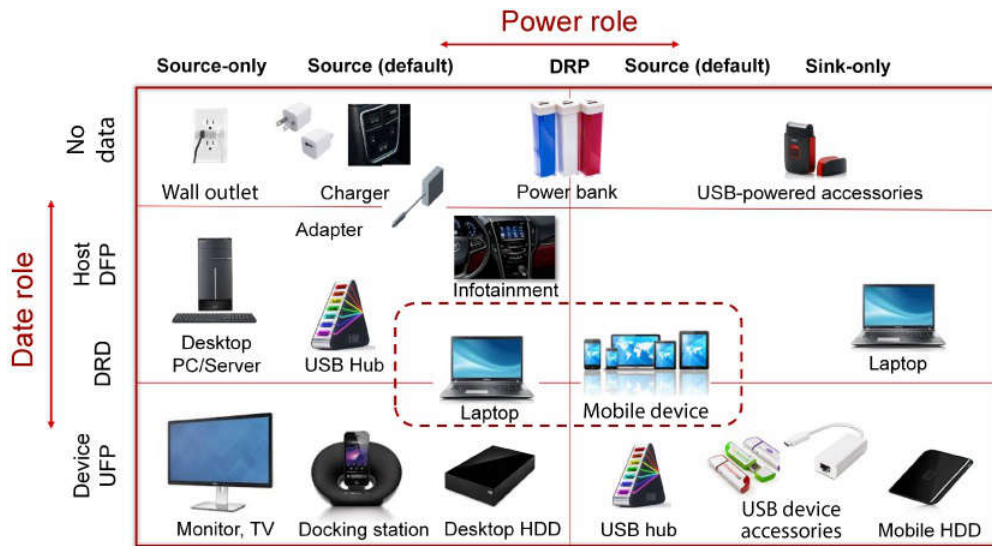 Power role
Source-only
Source (default)
DRP
Source (default)
Sink-only
Date role
No data
Host DFP
DRD
Device UFP
Wall outlet
Charger
Power bank
USB-powered accessories
Adapter
Infotainment
Desktop
PC/Server
USB Hub
Laptop
Mobile device
Laptop
Monitor, TV
Docking station
Desktop HDD
USB hub
USB device
accessories
Mobile HDD